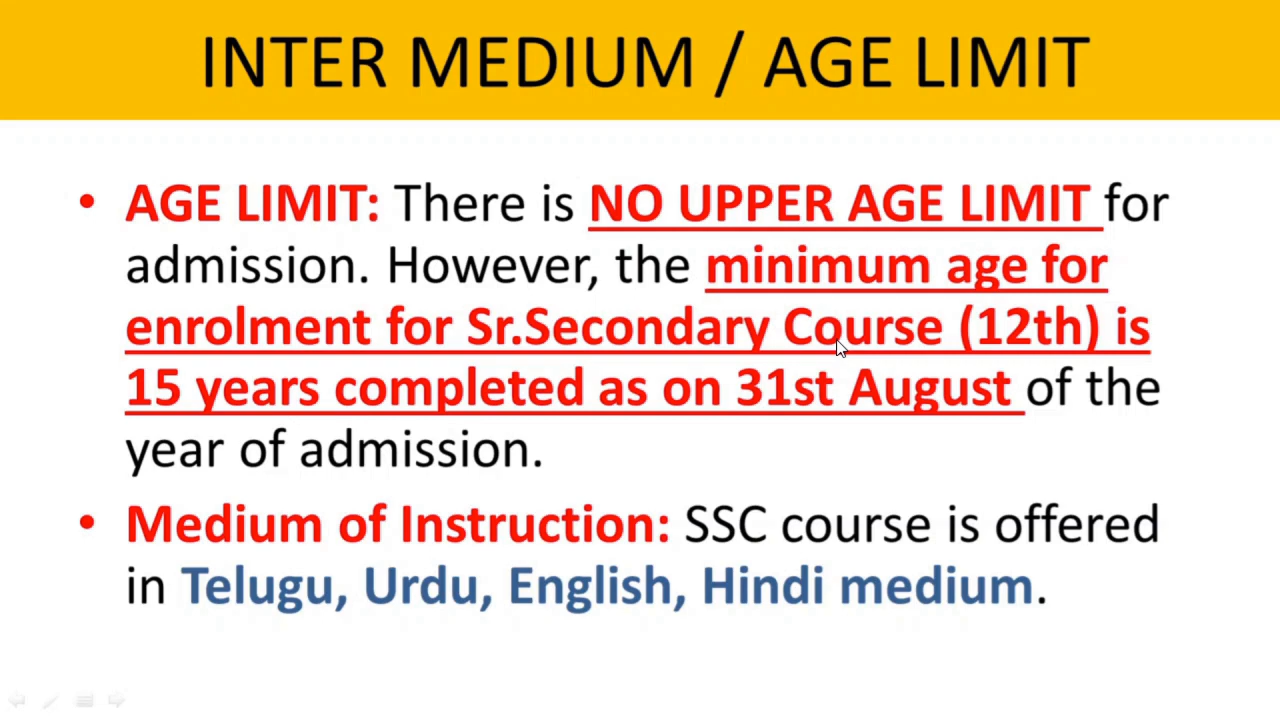 INTER MEDIUM / AGE LIMIT
• AGE LIMIT: There is NO UPPER AGE LIMIT for
admission. However, the minimum age for
enrolment for Sr.Secondary Course (12th) is
15 years completed as on 31st August of the
year of admission.
• Medium of Instruction: SSC course is offered
in Telugu, Urdu, English, Hindi medium.